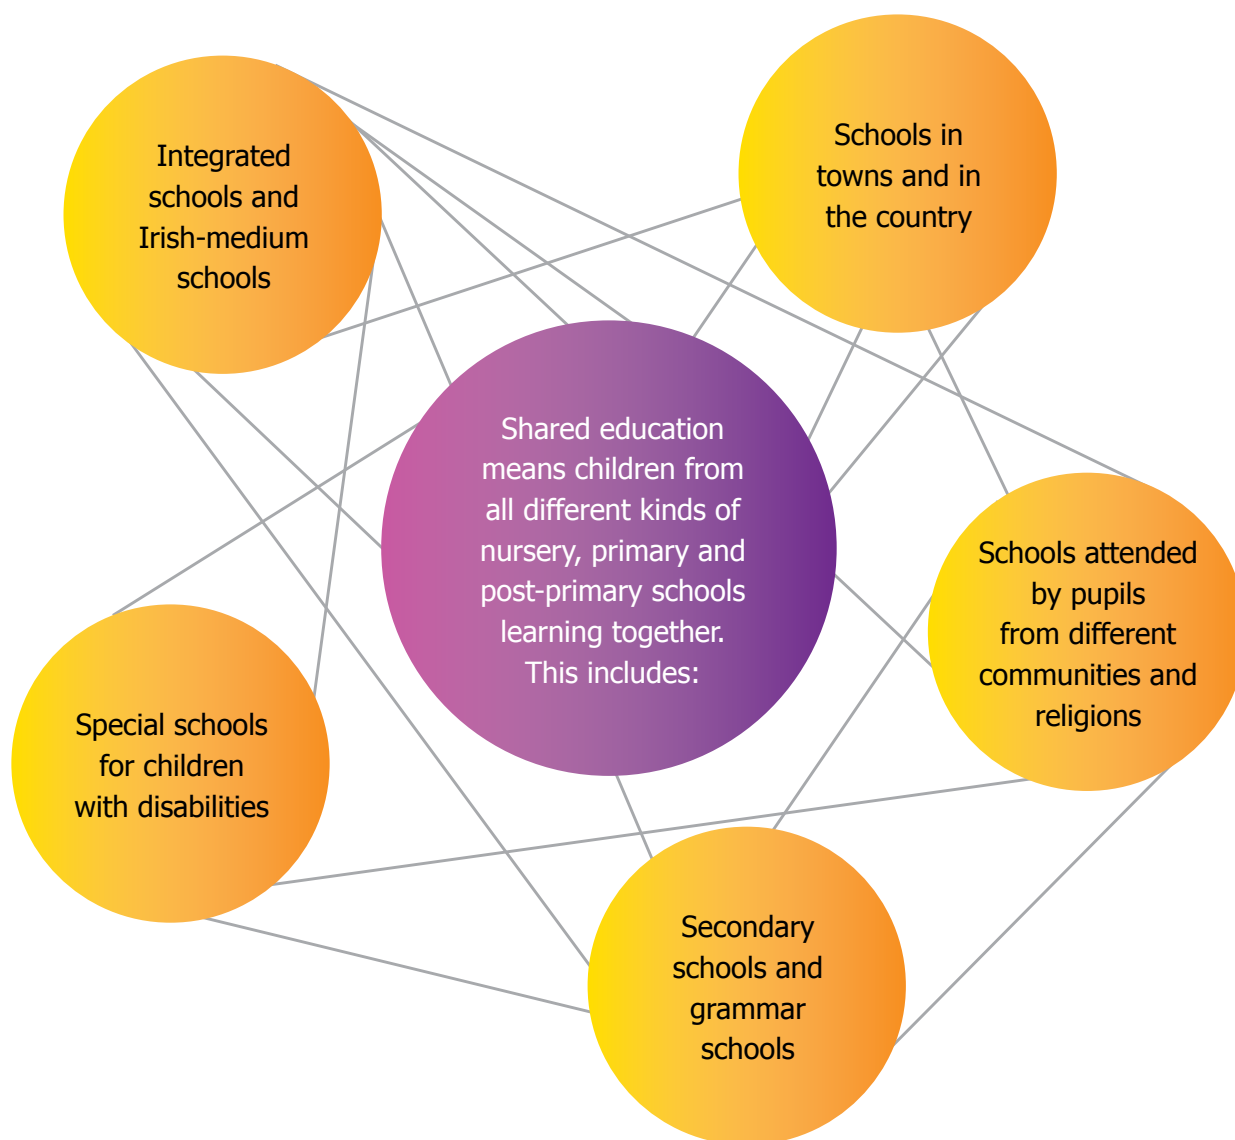 Integrated
schools and
Irish-medium
schools
Schools in
towns and in
the country
Shared education
means children from
all different kinds of
nursery, primary and
post-primary schools
learning together.
This includes:
Schools attended
by pupils
from different
communities and
religions
Special schools
for children
with disabilities
Secondary
schools and
grammar
schools